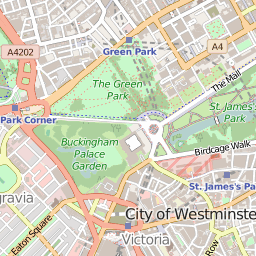 A4202
Green Park
A4
The Green
Park
The Mall
St. James's
Park
Park Corner
Buckingham
Palace
Garden
Birdcage Walk
St. James's Pa
gravia
Eaton Square
City of Westminste
Victoria
Row